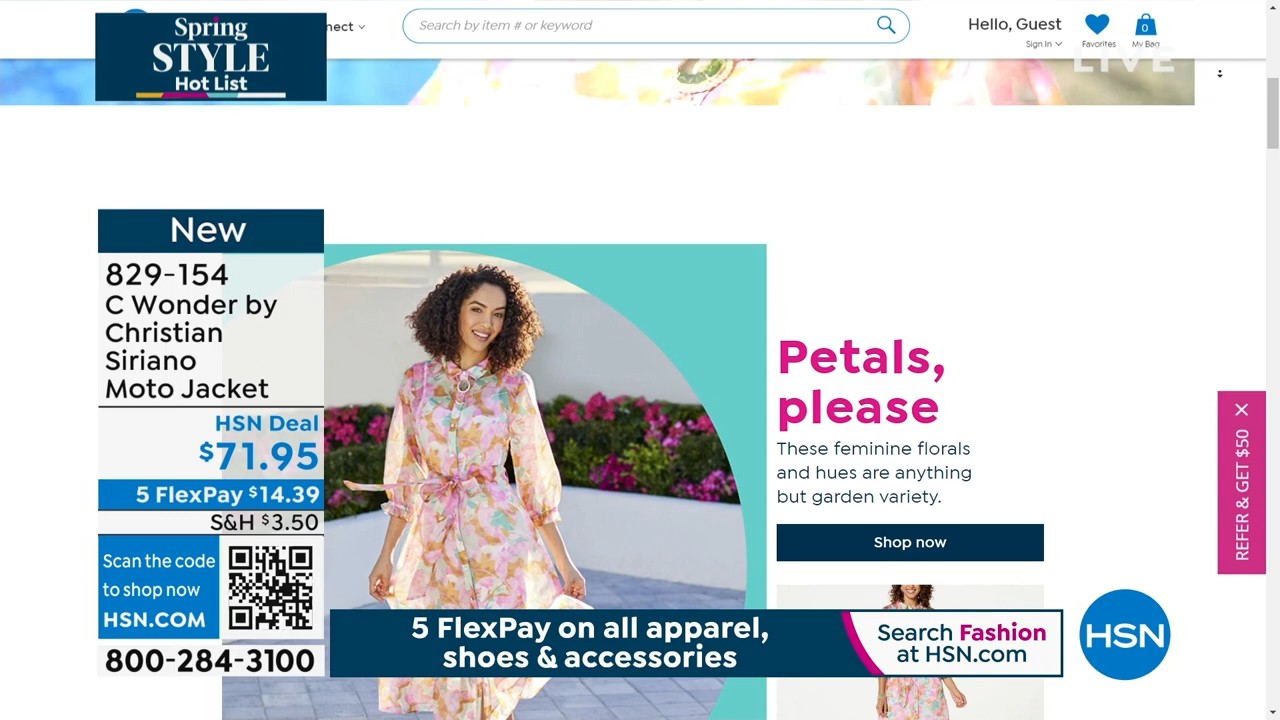 Spring
STYLE
Hot List
nect
Search by item # or keyword
Hello, Guest
Sign In
Favorites
0
My Bag
LIVE
New
829-154
C Wonder by
Christian
Siriano
Moto Jacket
HSN Deal
$71.95
5 FlexPay $14.39
S&H $3.50
Scan the code
to shop now
HSN.COM
800-284-3100
Petals,
please
These feminine florals
and hues are anything
but garden variety.
Shop now
REFER & GET $50
5 FlexPay on all apparel,
shoes & accessories
Search Fashion
at HSN.com
HSN